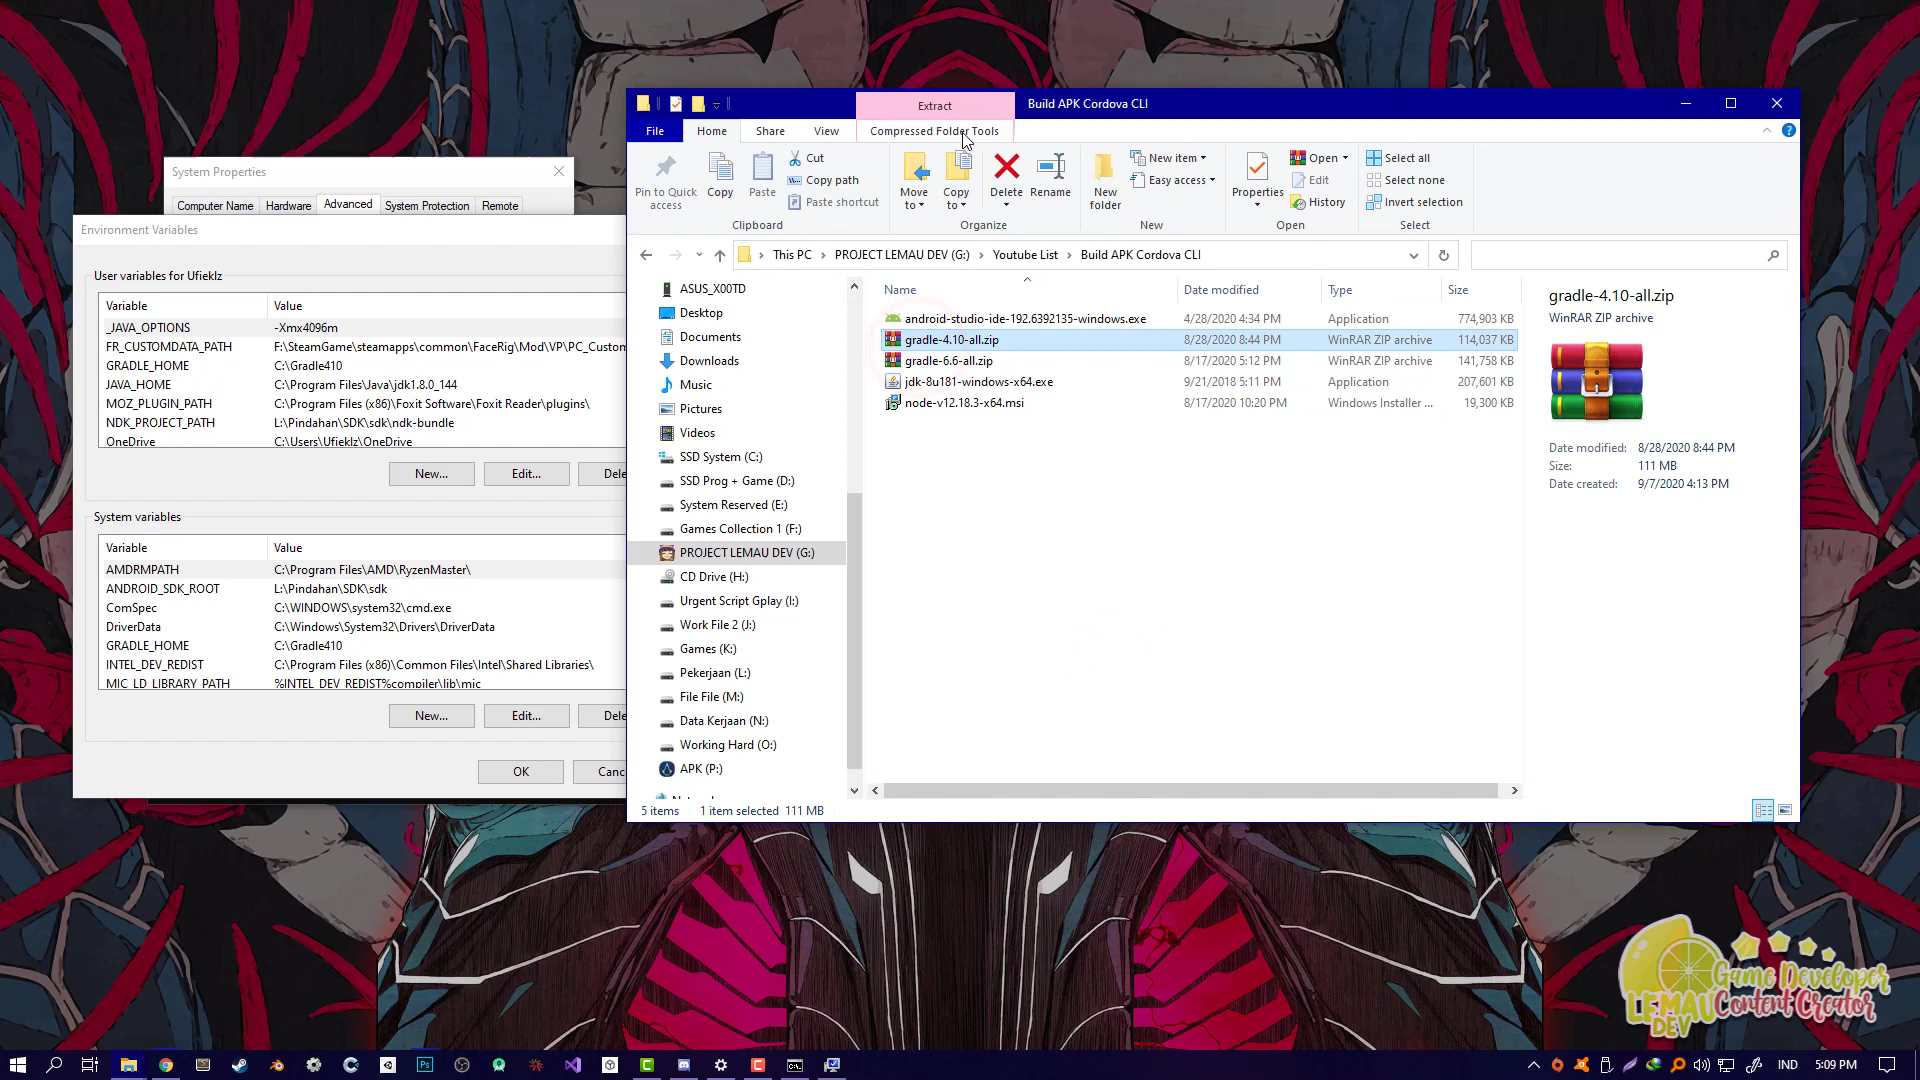 Extract
Build APK Cordova CLI
File
Home
Share
View
Compressed Folder Tools
Pin to Quick access
Copy
Paste
Cut
Copy path
Paste shortcut
Clipboard
Move to
Copy to
Delete
Rename
Organize
New folder
New item
Easy access
New
Properties
Open
Edit
History
Open
Select all
Select none
Invert selection
Select
This PC
PROJECT LEMAU DEV (G:)
Youtube List
Build APK Cordova CLI
ASUS_X00TD
Desktop
Documents
Downloads
Music
Pictures
Videos
SSD System (C:)
SSD Prog + Game (D:)
System Reserved (E:)
Games Collection 1 (F:)
PROJECT LEMAU DEV (G:)
CD Drive (H:)
Urgent Script Gplay (I:)
Work File 2 (J:)
Games (K:)
Pekerjaan (L:)
File File (M:)
Data Kerjaan (N:)
Working Hard (O:)
APK (P:)
Name Date modified Type Size
android-studio-ide-192.6392135-windows.exe 4/28/2020 4:34 PM Application 774,903 KB
gradle-4.10-all.zip 8/28/2020 8:44 PM WinRAR ZIP archive 114,037 KB
gradle-6.6-all.zip 8/17/2020 5:12 PM WinRAR ZIP archive 141,758 KB
jdk-8u181-windows-x64.exe 9/21/2018 5:11 PM Application 207,601 KB
node-v12.18.3-x64.msi 8/17/2020 10:20 PM Windows Installer ... 19,300 KB
gradle-4.10-all.zip
WinRAR ZIP archive
Date modified: 8/28/2020 8:44 PM
Size: 111 MB
Date created: 9/7/2020 4:13 PM
5 items 1 item selected 111 MB
System Properties
Computer Name Hardware Advanced System Protection Remote
Environment Variables
User variables for Ufieklz
Variable Value
_JAVA_OPTIONS -Xmx4096m
FR_CUSTOMDATA_PATH F:\SteamGame\steamapps\common\FaceRig\Mod\VP\PC_Custom
GRADLE_HOME C:\Gradle410
JAVA_HOME C:\Program Files\Java\jdk1.8.0_144
MOZ_PLUGIN_PATH C:\Program Files (x86)\Foxit Software\Foxit Reader\plugins\
NDK_PROJECT_PATH L:\Pindahan\SDK\sdk\ndk-bundle
OneDrive C:\Users\Ufieklz\OneDrive
New... Edit... Dele
System variables
Variable Value
AMDRMPATH C:\Program Files\AMD\RyzenMaster\
ANDROID_SDK_ROOT L:\Pindahan\SDK\sdk
ComSpec C:\WINDOWS\system32\cmd.exe
DriverData C:\Windows\System32\Drivers\DriverData
GRADLE_HOME C:\Gradle410
INTEL_DEV_REDIST C:\Program Files (x86)\Common Files\Intel\Shared Libraries\
MIC_LD_LIBRARY_PATH %INTEL_DEV_REDIST%compiler\lib\mic
New... Edit... Dele
OK Canc
Game Developer
Content Creator
LEMAU
DEV
IND 5:09 PM